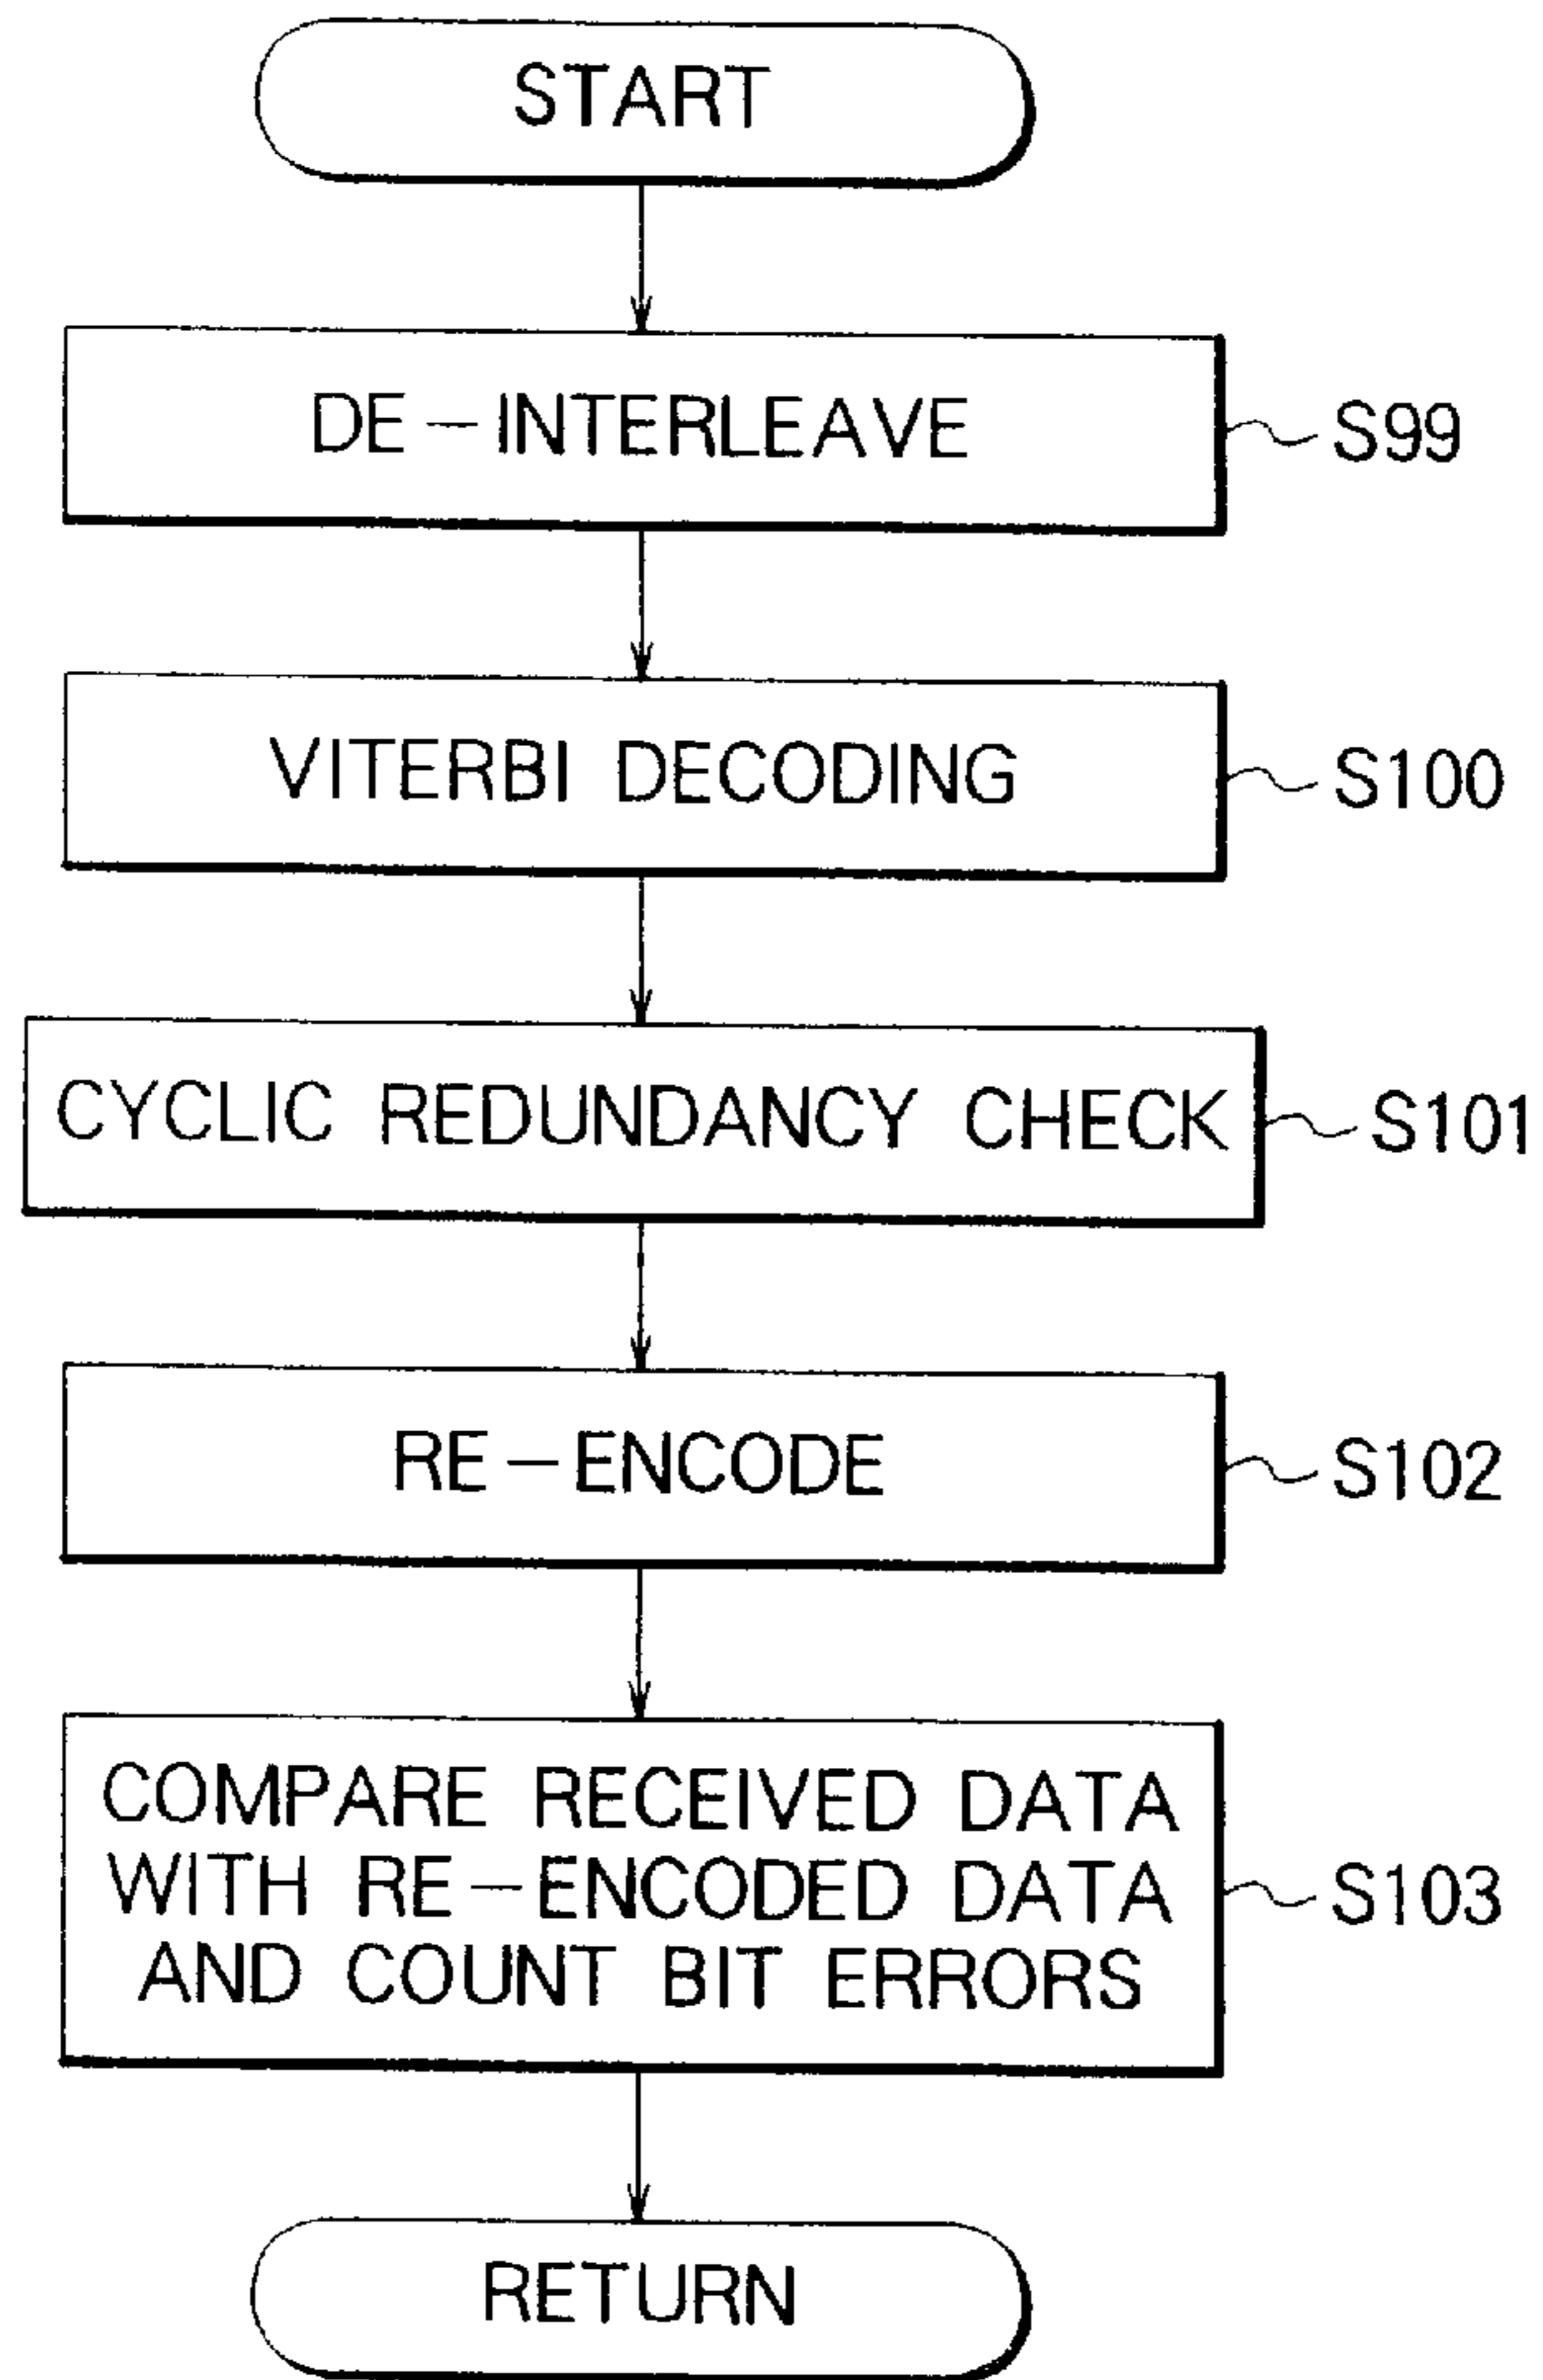 START
DE-INTERLEAVE
S99
VITERBI DECODING
S100
CYCLIC REDUNDANCY CHECK
S101
RE-ENCODE
S102
COMPARE RECEIVED DATA
WITH RE-ENCODED DATA
AND COUNT BIT ERRORS
S103
RETURN